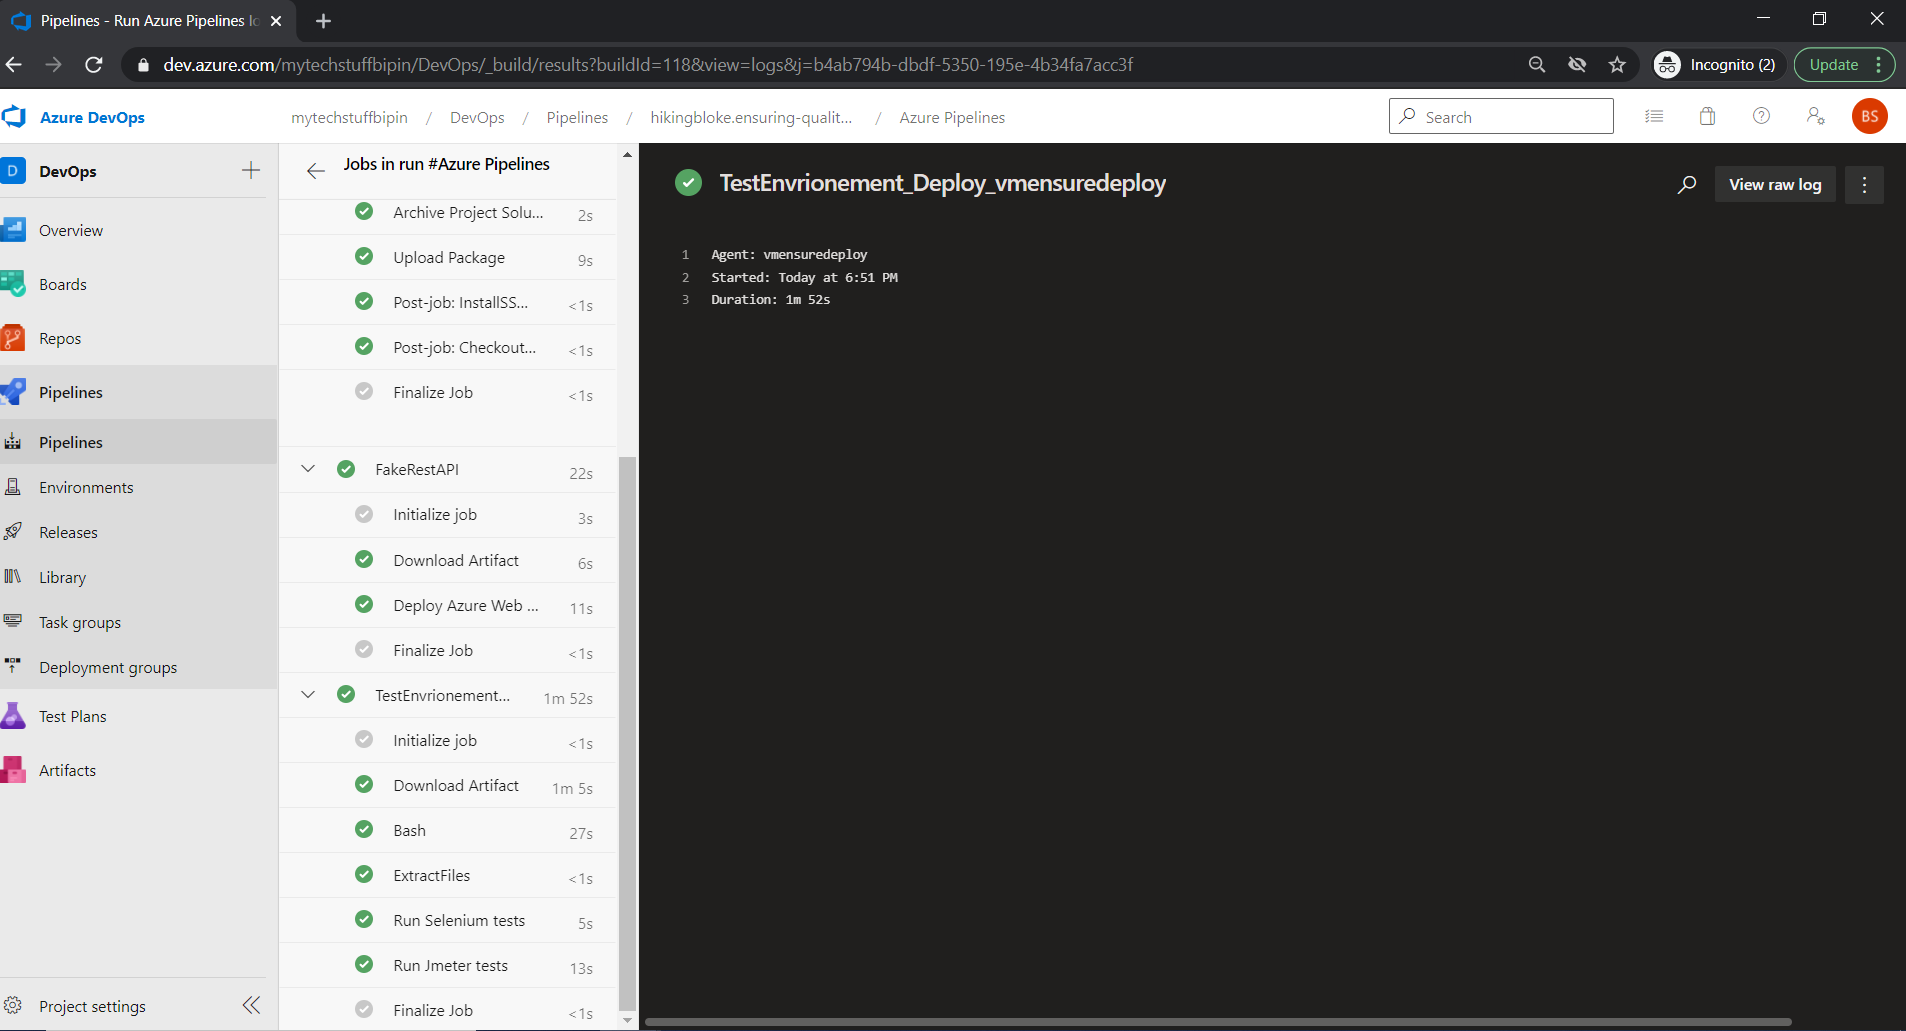 Pipelines - Run Azure Pipelines lo
dev.azure.com/mytechstuffbipin/DevOps/_build/results?buildId=118&view=logs&j=b4ab794b-dbdf-5350-195e-4b34fa7acc3f
Incognito (2)
Update
Azure DevOps
mytechstuffbipin / DevOps / Pipelines / hikingbloke.ensuring-qualit... / Azure Pipelines
Search
BS
D DevOps
Overview
Boards
Repos
Pipelines
Pipelines
Environments
Releases
Library
Task groups
Deployment groups
Test Plans
Artifacts
Project settings
Jobs in run #Azure Pipelines
Archive Project Solu... 2s
Upload Package 9s
Post-job: InstallSS... <1s
Post-job: Checkout... <1s
Finalize Job <1s
FakeRestAPI 22s
Initialize job 3s
Download Artifact 6s
Deploy Azure Web ... 11s
Finalize Job <1s
TestEnvrionement... 1m 52s
Initialize job <1s
Download Artifact 1m 5s
Bash 27s
ExtractFiles <1s
Run Selenium tests 5s
Run Jmeter tests 13s
Finalize Job <1s
TestEnvrionement_Deploy_vmensuredeploy
View raw log
1 Agent: vmensuredeploy
2 Started: Today at 6:51 PM
3 Duration: 1m 52s